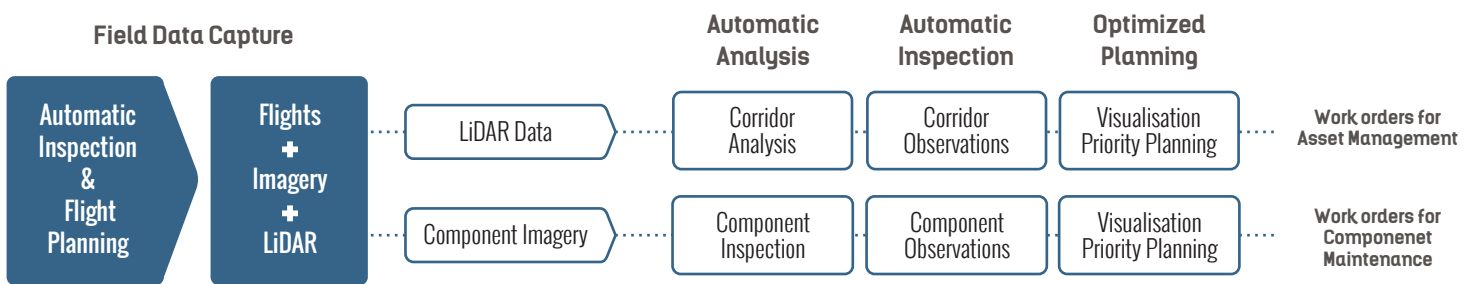 Field Data Capture
Automatic
Analysis
Automatic
Inspection
Optimized
Planning
Automatic
Inspection
&
Flight
Planning
Flights
+
Imagery
+
LiDAR
LiDAR Data
Corridor
Analysis
Corridor
Observations
Visualisation
Priority Planning
Work orders for
Asset Management
Component Imagery
Component
Inspection
Component
Observations
Visualisation
Priority Planning
Work orders for
Componenet
Maintenance